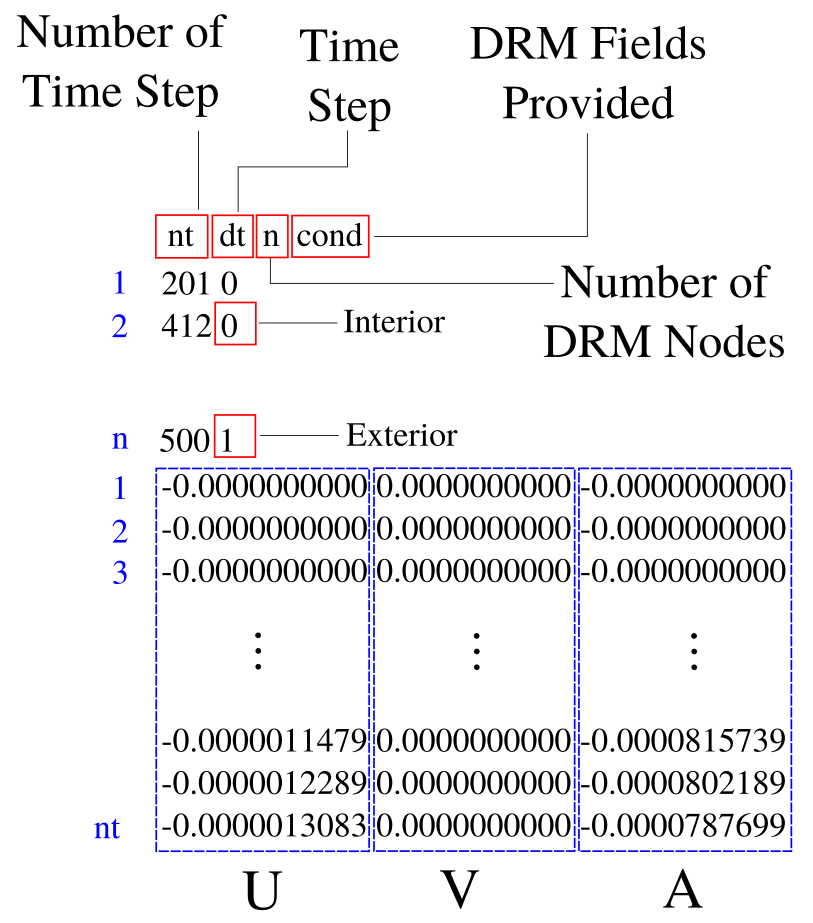 Number of
Time Step
Time
Step
DRM Fields
Provided
nt dt n cond
1 201 0
Number of
DRM Nodes
2 412 0 Interior
n 500 1 Exterior
1 -0.0000000000 0.0000000000 -0.0000000000
2 -0.0000000000 0.0000000000 -0.0000000000
3 -0.0000000000 0.0000000000 -0.0000000000
⋮ ⋮ ⋮
-0.0000011479 0.0000000000 -0.0000815739
-0.0000012289 0.0000000000 -0.0000802189
nt -0.0000013083 0.0000000000 -0.0000787699
U V A